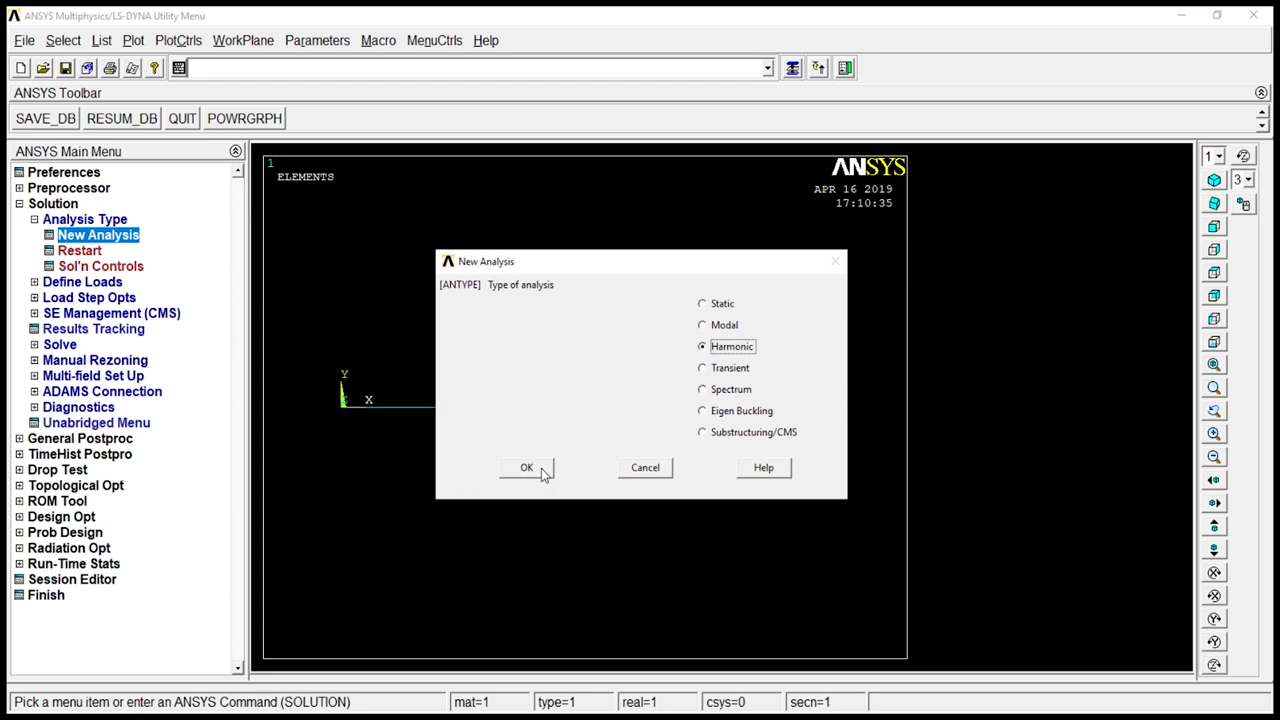 ANSYS Multiphysics/LS-DYNA Utility Menu
File Select List Plot PlotCtrls WorkPlane Parameters Macro MenuCtrls Help
ANSYS Toolbar
SAVE_DB RESUM_DB QUIT POWRGRPH
ANSYS Main Menu
Preferences
Preprocessor
Solution
Analysis Type
New Analysis
Restart
Sol'n Controls
Define Loads
Load Step Opts
SE Management (CMS)
Results Tracking
Solve
Manual Rezoning
Multi-field Set Up
ADAMS Connection
Diagnostics
Unabridged Menu
General Postproc
TimeHist Postpro
Drop Test
Topological Opt
ROM Tool
Design Opt
Prob Design
Radiation Opt
Run-Time Stats
Session Editor
Finish
1
ELEMENTS
ANSYS
APR 16 2019
17:10:35
Y
X
New Analysis
[ANTYPE] Type of analysis
Static
Modal
Harmonic
Transient
Spectrum
Eigen Buckling
Substructuring/CMS
OK Cancel Help
1
3
Pick a menu item or enter an ANSYS Command (SOLUTION) mat=1 type=1 real=1 csys=0 secn=1